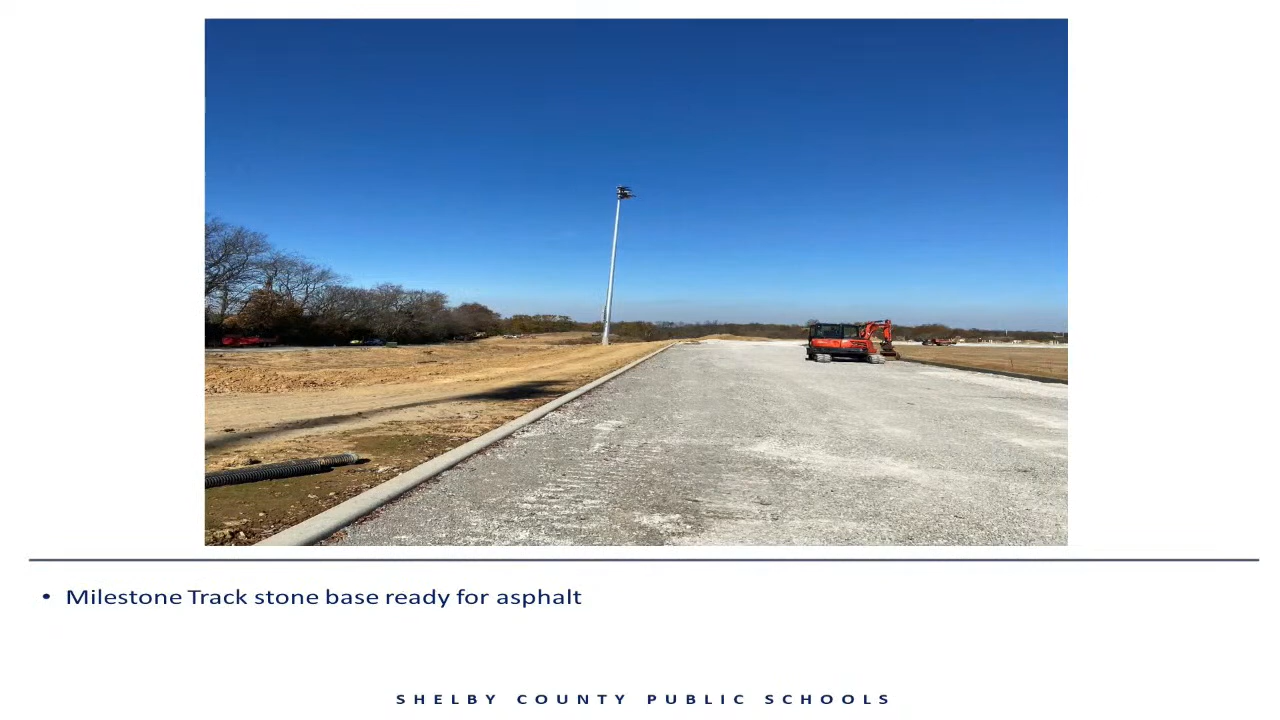 • Milestone Track stone base ready for asphalt
SHELBY COUNTY PUBLIC SCHOOLS